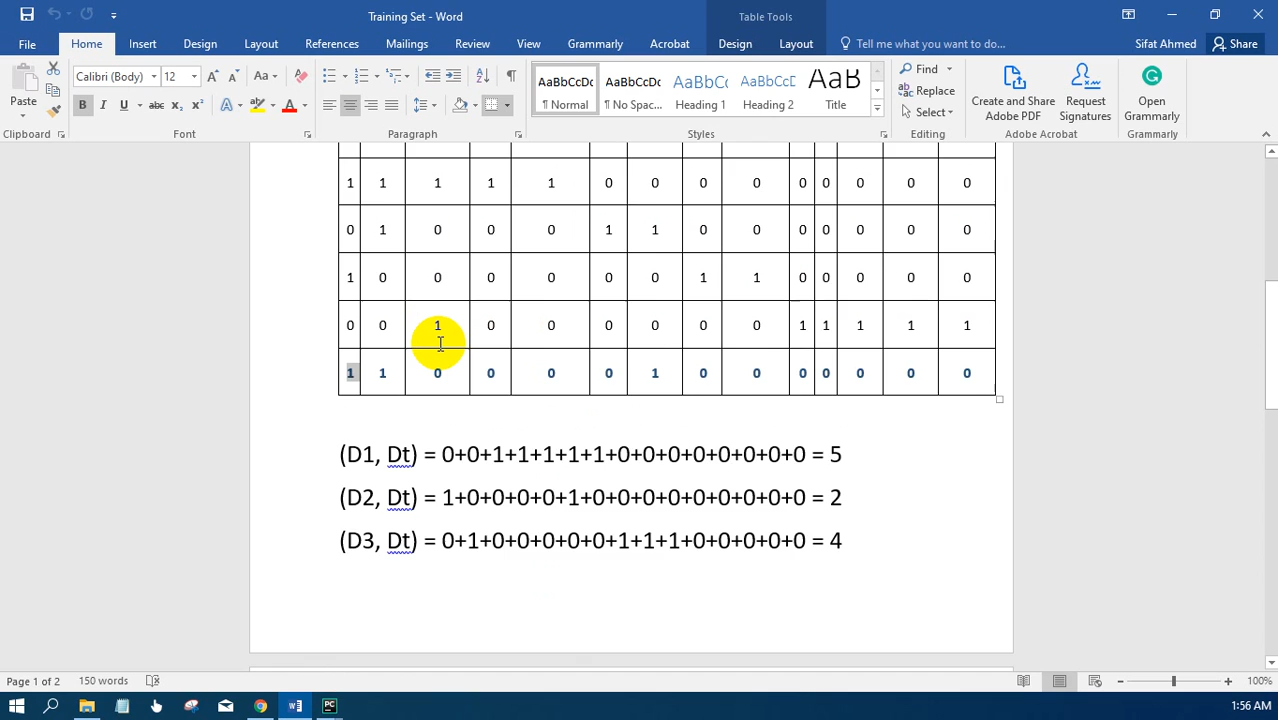 Training Set - Word
Table Tools
File Home Insert Design Layout References Mailings Review View Grammarly Acrobat Design Layout Tell me what you want to do... Sifat Ahmed Share
Calibri (Body) 12 Aa
Paste
B I U abc x₂ x² A A
AaBbCcDc AaBbCcDc AaBbCc AaBbCcD AaB
¶ Normal ¶ No Spac... Heading 1 Heading 2 Title
Find
Replace
Select
Create and Share Adobe PDF
Request Signatures
Open Grammarly
Clipboard Font Paragraph Styles Editing Adobe Acrobat Grammarly
1 1 1 1 1 0 0 0 0 0 0 0 0 0
0 1 0 0 0 1 1 0 0 0 0 0 0 0
1 0 0 0 0 0 0 1 1 0 0 0 0 0
0 0 1 0 0 0 0 0 0 1 1 1 1 1
1 1 0 0 0 0 1 0 0 0 0 0 0 0
(D1, Dt) = 0+0+1+1+1+1+1+0+0+0+0+0+0+0+0 = 5
(D2, Dt) = 1+0+0+0+0+1+0+0+0+0+0+0+0+0+0 = 2
(D3, Dt) = 0+1+0+0+0+0+0+1+1+1+0+0+0+0+0 = 4
Page 1 of 2 150 words 100%
1:56 AM